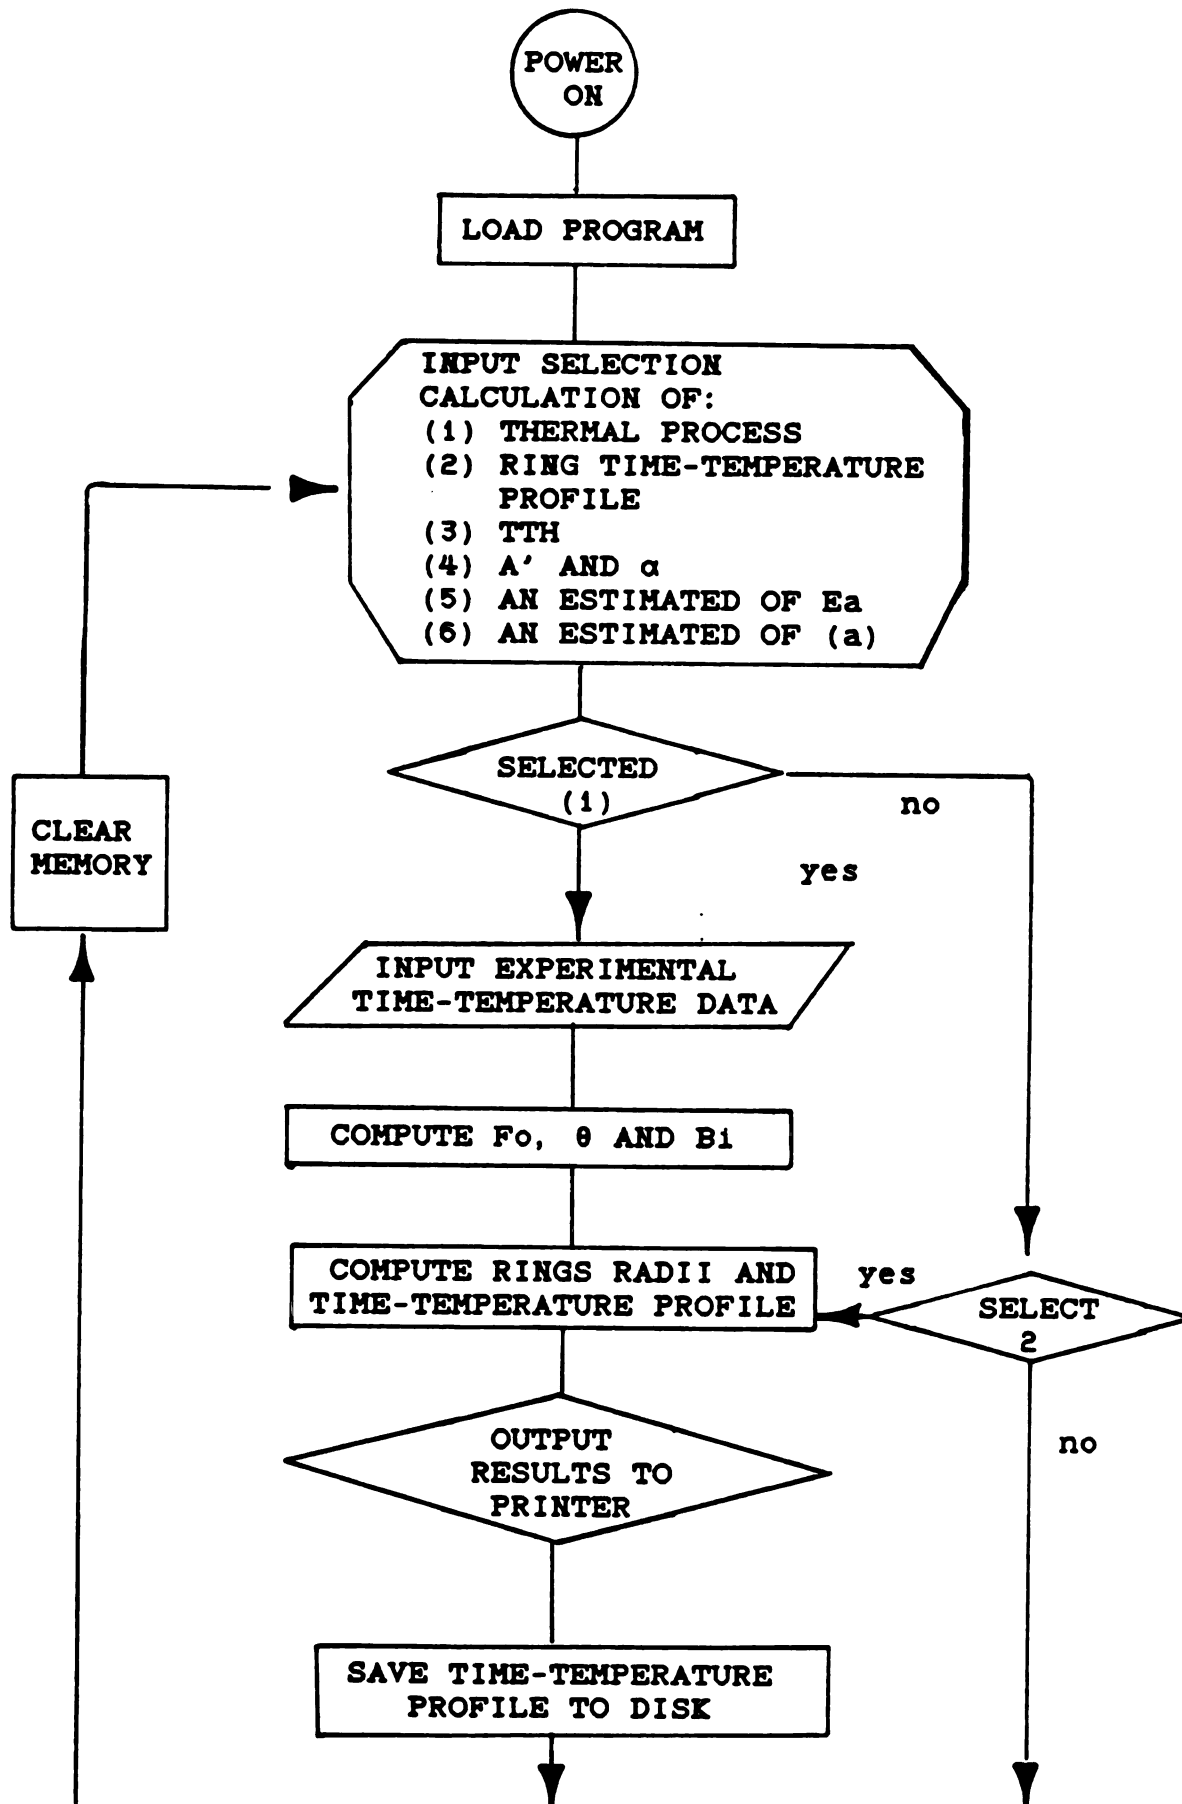 POWER
ON
LOAD PROGRAM
INPUT SELECTION
CALCULATION OF:
(1) THERMAL PROCESS
(2) RING TIME-TEMPERATURE
PROFILE
(3) TTH
(4) A′ AND α
(5) AN ESTIMATED OF Ea
(6) AN ESTIMATED OF (a)
SELECTED
(1)
no
CLEAR
MEMORY
yes
INPUT EXPERIMENTAL
TIME-TEMPERATURE DATA
COMPUTE Fo, θ AND Bi
COMPUTE RINGS RADII AND
TIME-TEMPERATURE PROFILE
yes
SELECT
2
no
OUTPUT
RESULTS TO
PRINTER
SAVE TIME-TEMPERATURE
PROFILE TO DISK